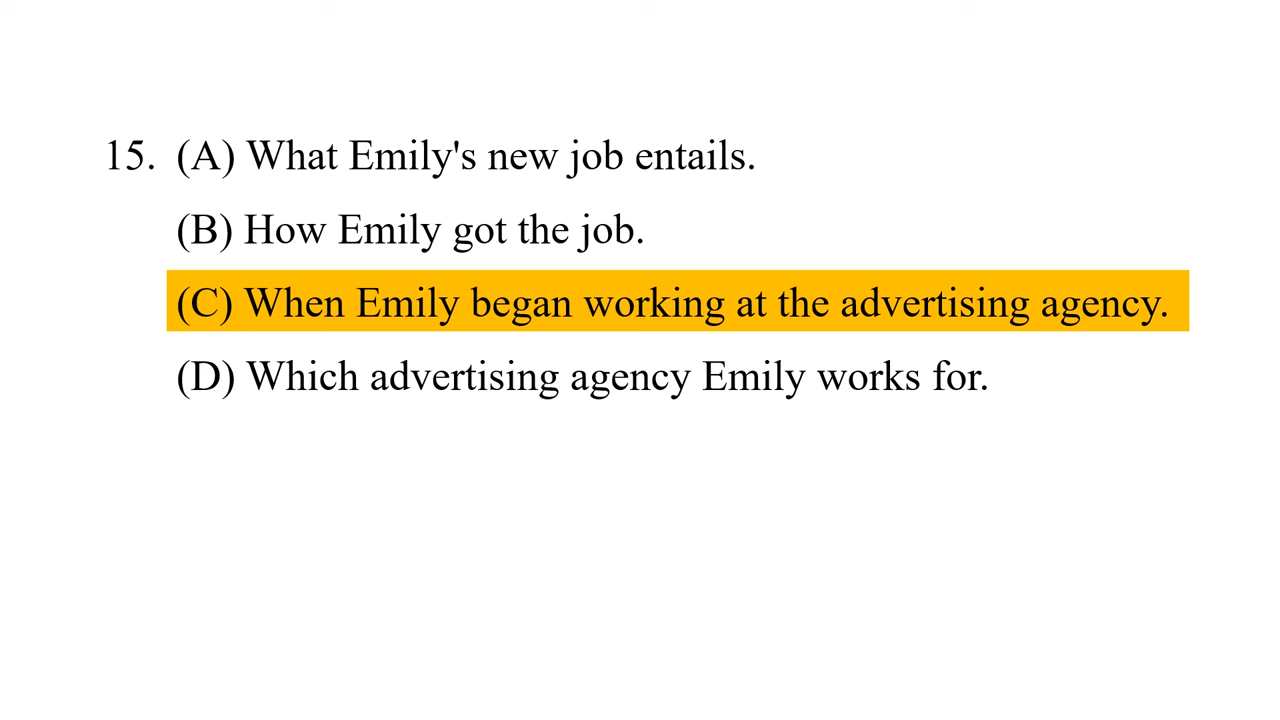 15. (A) What Emily's new job entails.
(B) How Emily got the job.
(C) When Emily began working at the advertising agency.
(D) Which advertising agency Emily works for.